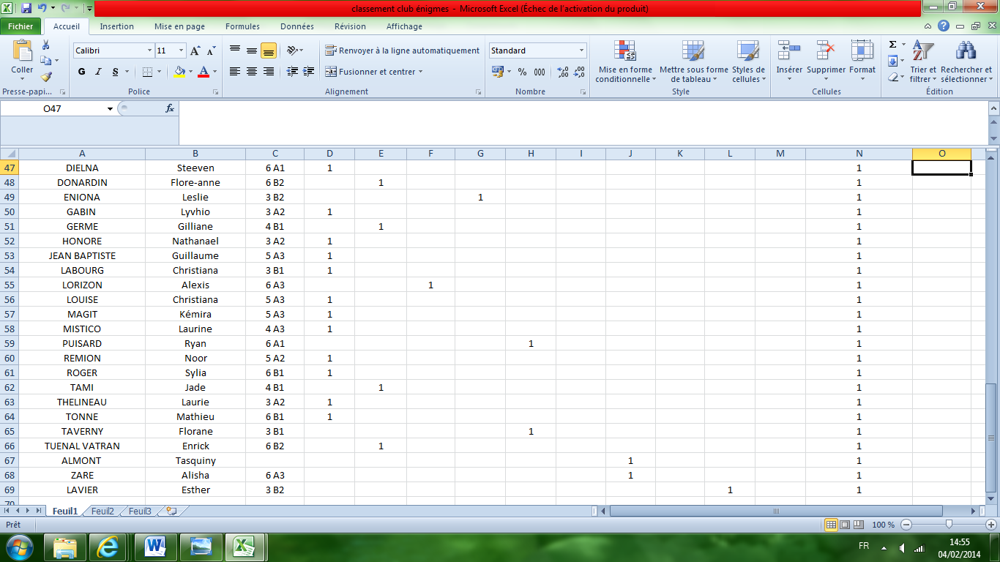 classement club énigmes - Microsoft Excel (Échec de l'activation du produit)
Fichier Accueil Insertion Mise en page Formules Données Révision Affichage
Coller
Calibri 11
Renvoyer à la ligne automatiquement
Standard
G I S
Fusionner et centrer
% 000
Mise en forme conditionnelle
Mettre sous forme de tableau
Styles de cellules
Insérer Supprimer Format
Trier et filtrer
Rechercher et sélectionner
Presse-papi... Police Alignement Nombre Style Cellules Édition
O47 fx
A B C D E F G H I J K L M N O
47 DIELNA Steeven 6 A1 1 1
48 DONARDIN Flore-anne 6 B2 1 1
49 ENIONA Leslie 3 B2 1 1
50 GABIN Lyvhio 3 A2 1 1
51 GERME Gilliane 4 B1 1 1
52 HONORE Nathanael 3 A2 1 1
53 JEAN BAPTISTE Guillaume 5 A3 1 1
54 LABOURG Christiana 3 B1 1 1
55 LORIZON Alexis 6 A3 1 1
56 LOUISE Christiana 5 A3 1 1
57 MAGIT Kémira 5 A3 1 1
58 MISTICO Laurine 4 A3 1 1
59 PUISARD Ryan 6 A1 1 1
60 REMION Noor 5 A2 1 1
61 ROGER Sylia 6 B1 1 1
62 TAMI Jade 4 B1 1 1
63 THELINEAU Laurie 3 A2 1 1
64 TONNE Mathieu 6 B1 1 1
65 TAVERNY Florane 3 B1 1 1
66 TUENAL VATRAN Enrick 6 B2 1 1
67 ALMONT Tasquiny 1 1
68 ZARE Alisha 6 A3 1 1
69 LAVIER Esther 3 B2 1 1
70
Feuil1 Feuil2 Feuil3
Prêt 100 %
FR 14:55
04/02/2014